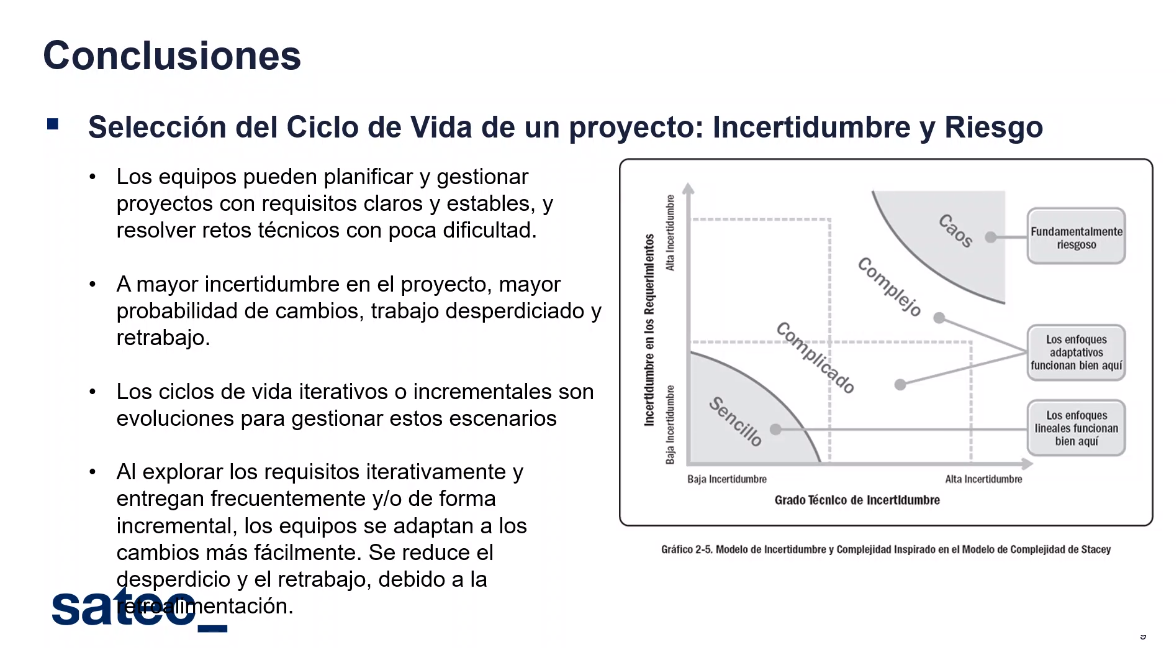 Conclusiones
Selección del Ciclo de Vida de un proyecto: Incertidumbre y Riesgo
• Los equipos pueden planificar y gestionar
proyectos con requisitos claros y estables, y
resolver retos técnicos con poca dificultad.
• A mayor incertidumbre en el proyecto, mayor
probabilidad de cambios, trabajo desperdiciado y
retrabajo.
• Los ciclos de vida iterativos o incrementales son
evoluciones para gestionar estos escenarios
• Al explorar los requisitos iterativamente y
entregan frecuentemente y/o de forma
incremental, los equipos se adaptan a los
cambios más fácilmente. Se reduce el
desperdicio y el retrabajo, debido a la
retroalimentación.
satec_
Incertidumbre en los Requerimientos
Alta Incertidumbre
Baja Incertidumbre
Caos
Complejo
Complicado
Sencillo
Fundamentalmente
riesgoso
Los enfoques
adaptativos
funcionan bien aquí
Los enfoques
lineales funcionan
bien aquí
Baja Incertidumbre
Alta Incertidumbre
Grado Técnico de Incertidumbre
Gráfico 2-5. Modelo de Incertidumbre y Complejidad Inspirado en el Modelo de Complejidad de Stacey